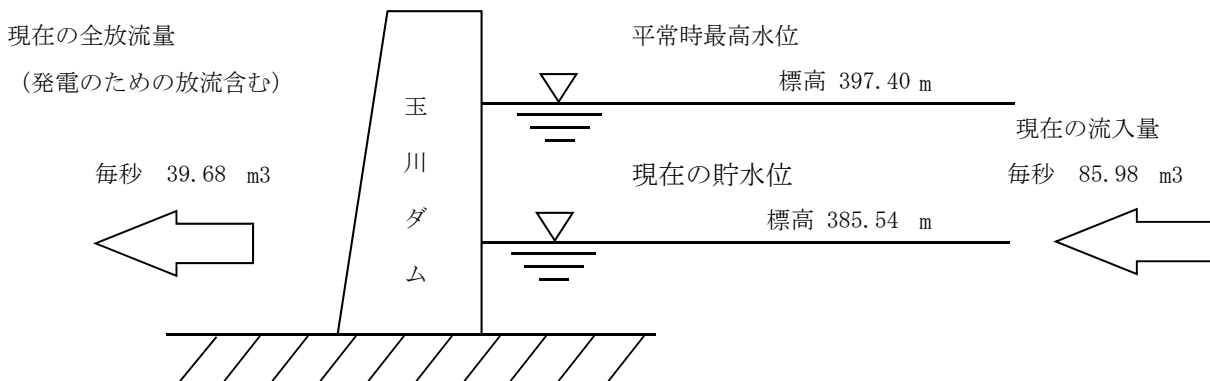 現在の全放流量
（発電のための放流含む）
毎秒　39.68　m3
玉川ダム
平常時最高水位
標高 397.40 m
現在の貯水位
標高 385.54 m
現在の流入量
毎秒　85.98　m3